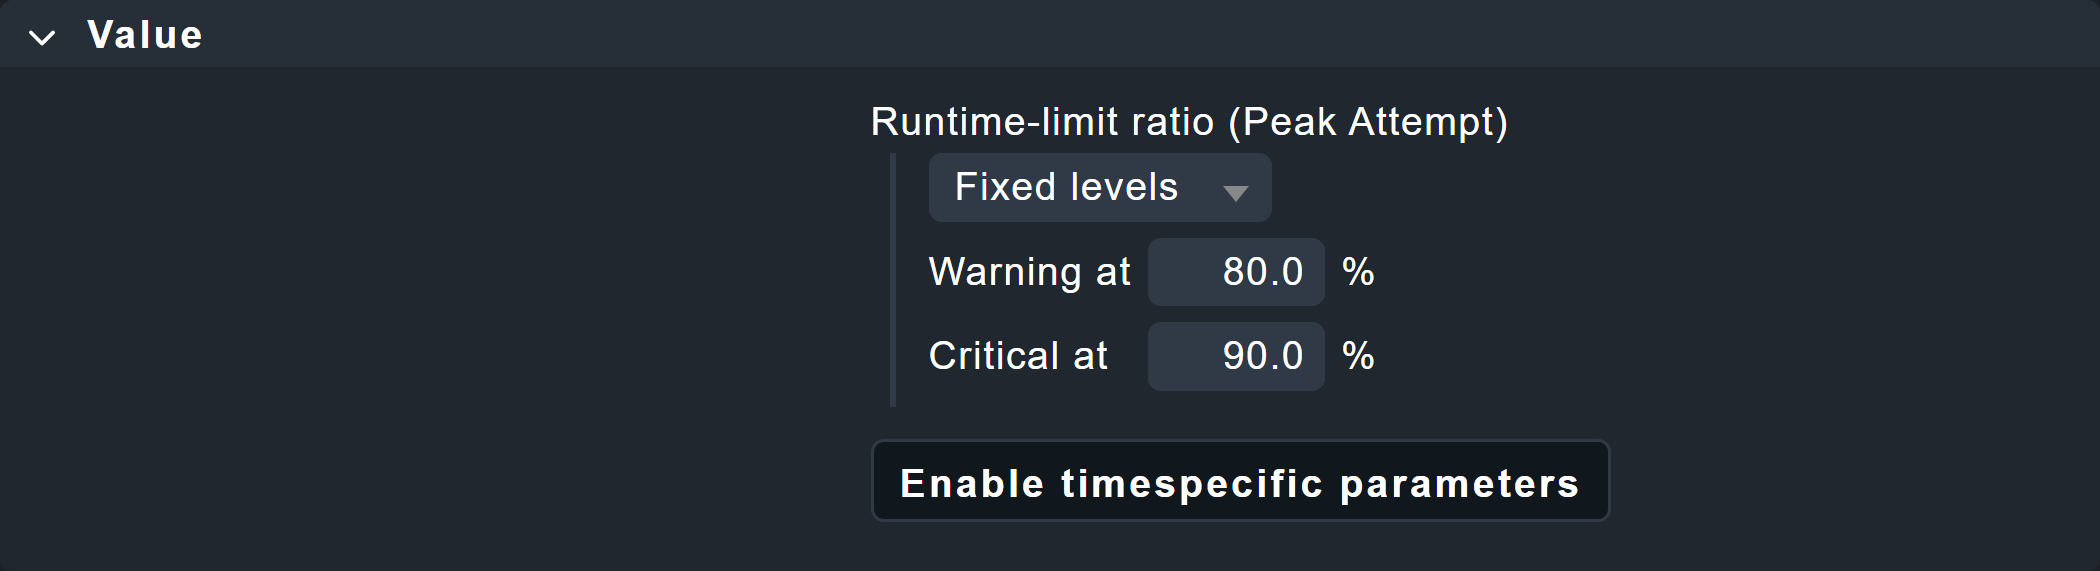 Value
Runtime-limit ratio (Peak Attempt)
Fixed levels
Warning at 80.0 %
Critical at 90.0 %
Enable timespecific parameters